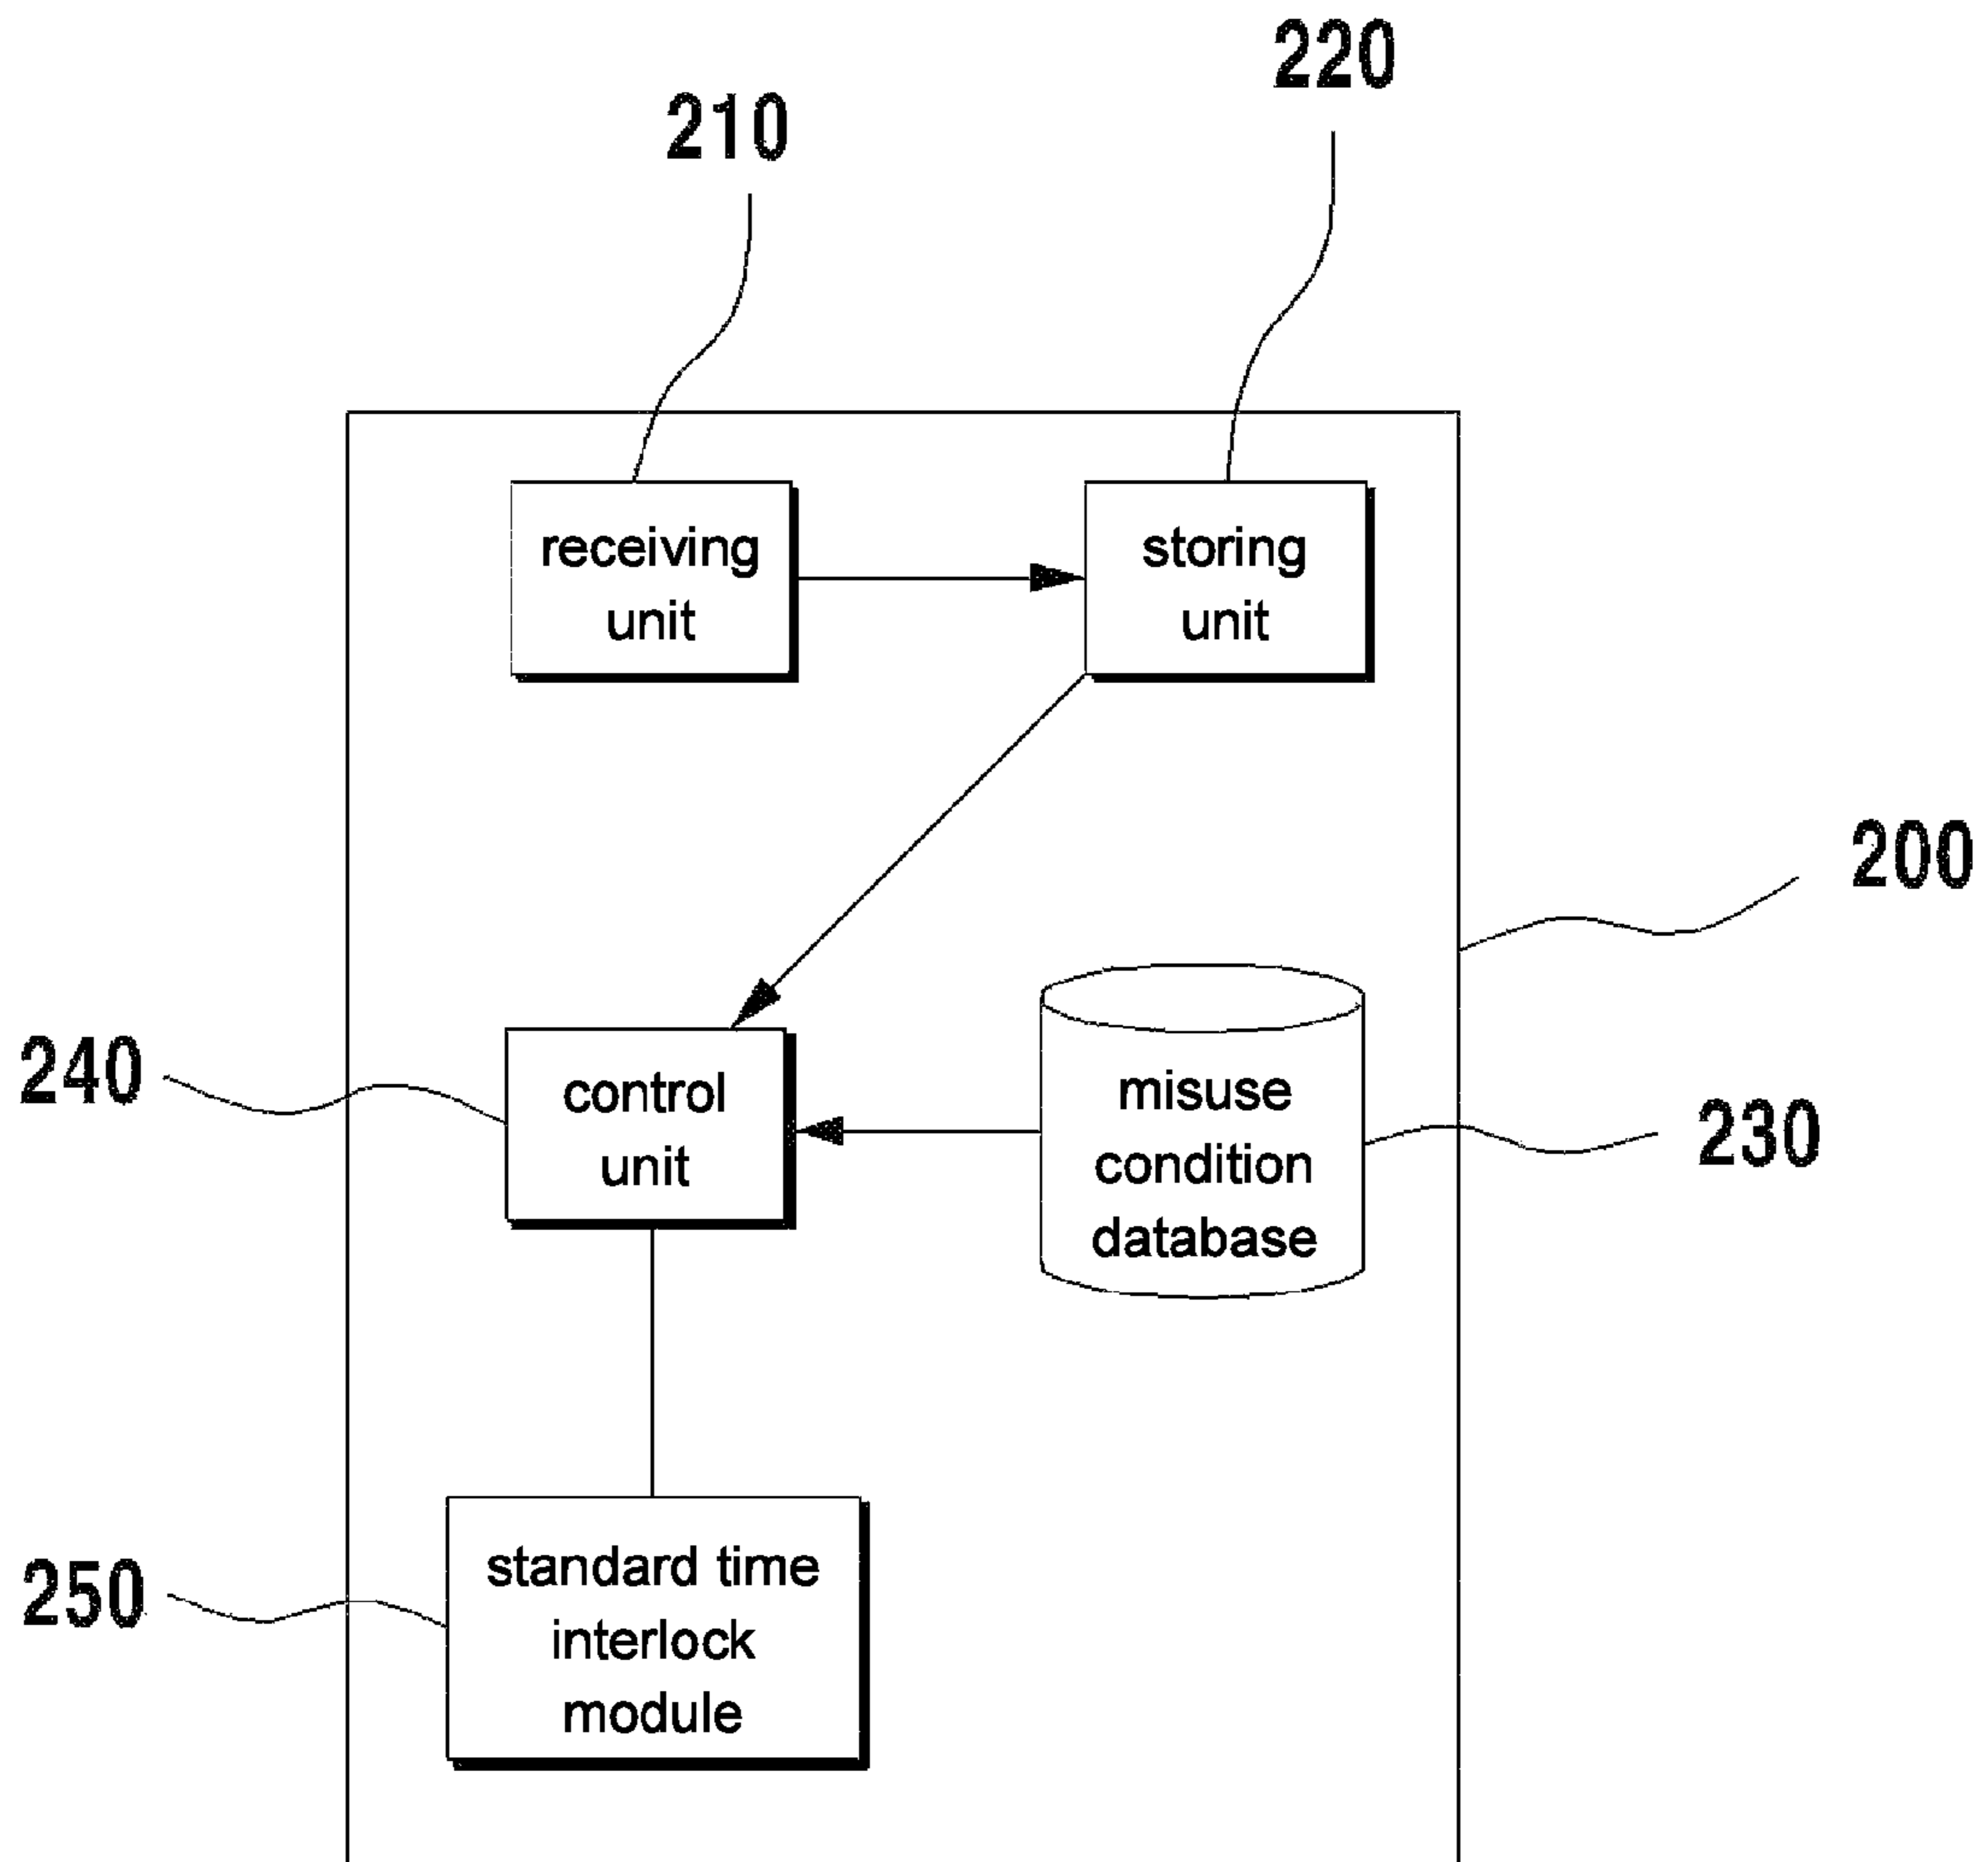 220
210
receiving
unit
storing
unit
200
240
control
unit
misuse
condition
database
230
250
standard time
interlock
module